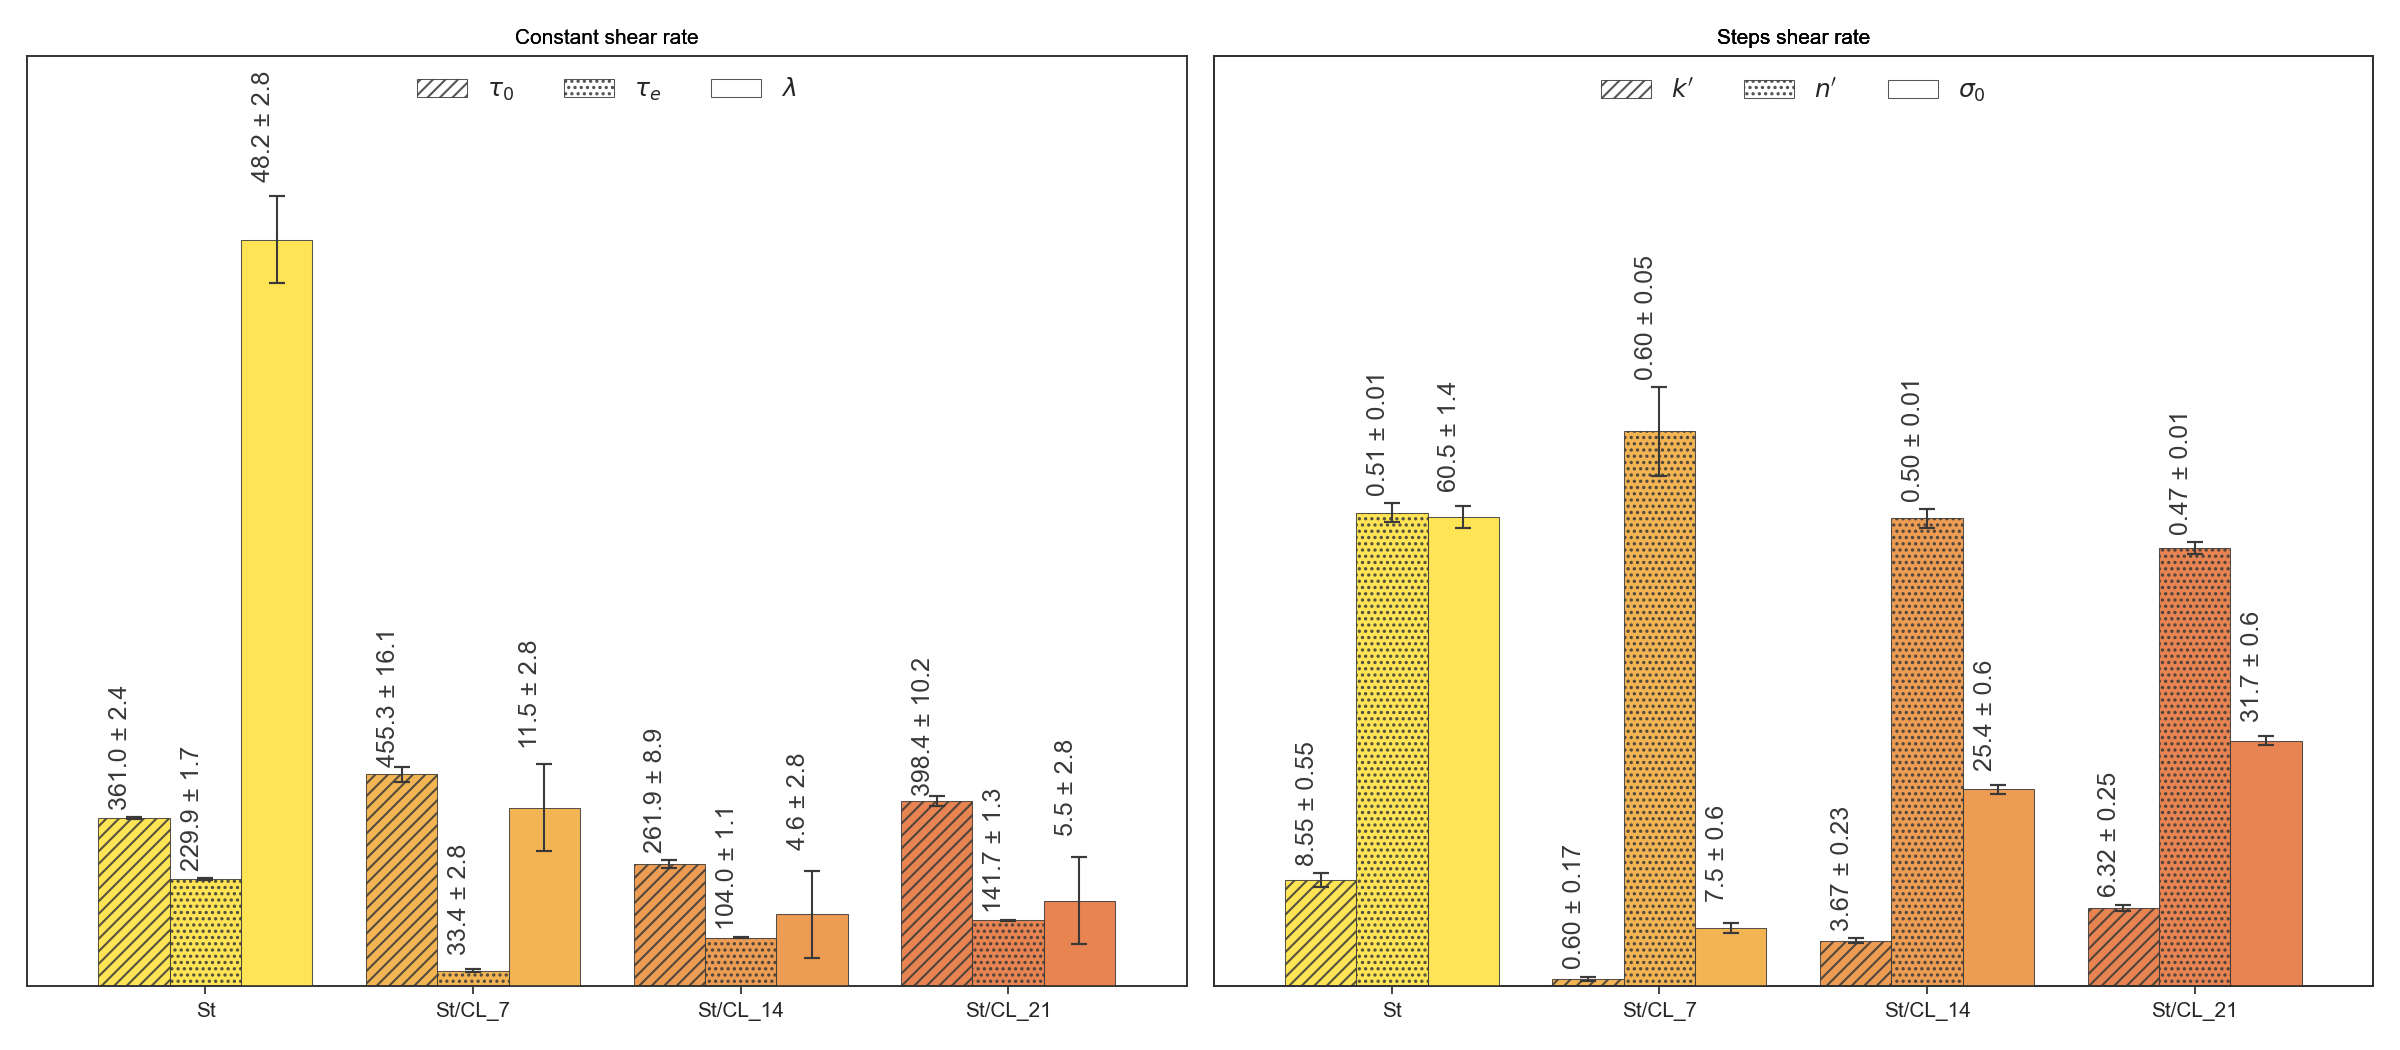 Constant shear rate
τ₀ τₑ λ
361.0 ± 2.4
229.9 ± 1.7
48.2 ± 2.8
455.3 ± 16.1
33.4 ± 2.8
11.5 ± 2.8
261.9 ± 8.9
104.0 ± 1.1
4.6 ± 2.8
398.4 ± 10.2
141.7 ± 1.3
5.5 ± 2.8
St St/CL_7 St/CL_14 St/CL_21
Steps shear rate
k′ n′ σ₀
8.55 ± 0.55
0.51 ± 0.01
60.5 ± 1.4
0.60 ± 0.17
0.60 ± 0.05
7.5 ± 0.6
3.67 ± 0.23
0.50 ± 0.01
25.4 ± 0.6
6.32 ± 0.25
0.47 ± 0.01
31.7 ± 0.6
St St/CL_7 St/CL_14 St/CL_21